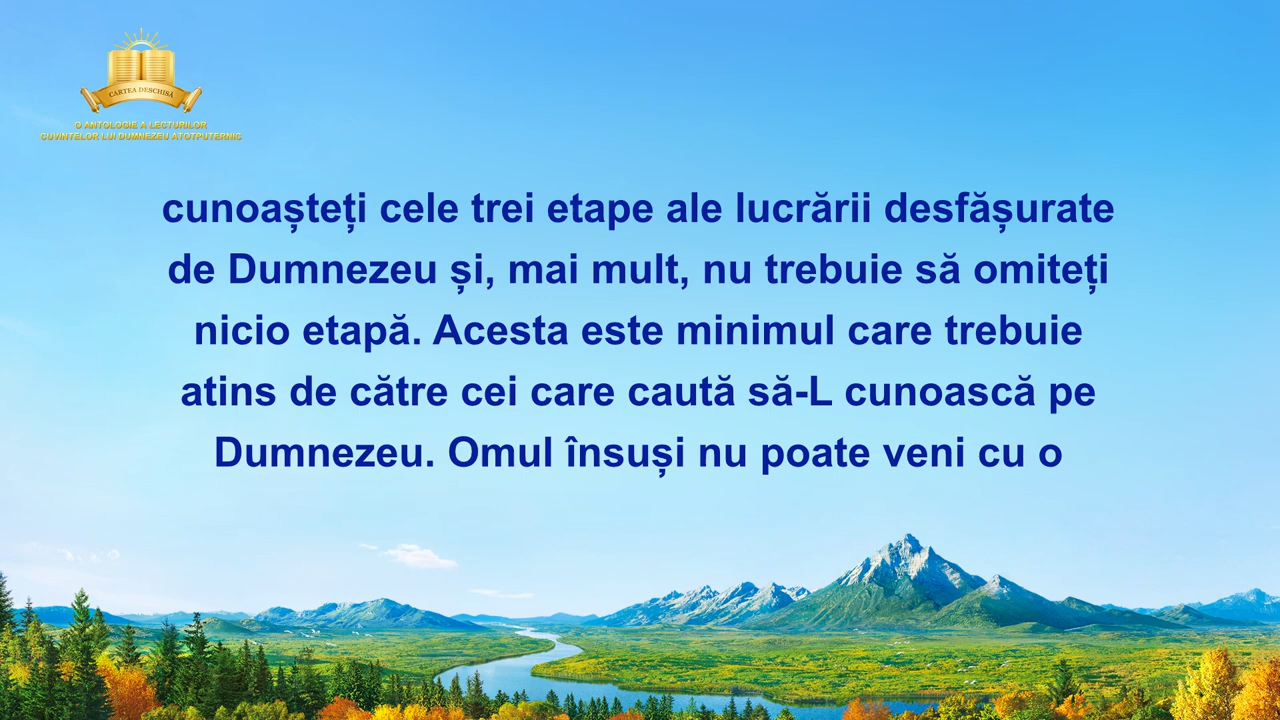 CARTEA DESCHISĂ
O ANTOLOGIE A LECTURILOR
CUVINTELOR LUI DUMNEZEU ATOTPUTERNIC
cunoașteți cele trei etape ale lucrării desfășurate
de Dumnezeu și, mai mult, nu trebuie să omiteți
nicio etapă. Acesta este minimul care trebuie
atins de către cei care caută să-L cunoască pe
Dumnezeu. Omul însuși nu poate veni cu o